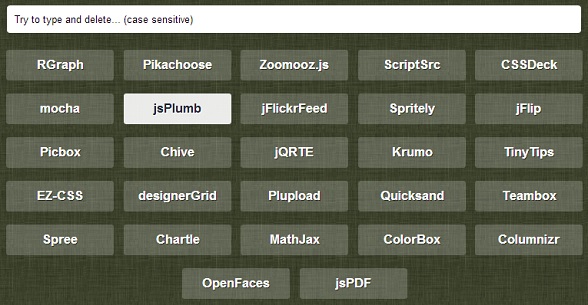 Try to type and delete... (case sensitive)
RGraph Pikachoose Zoomooz.js ScriptSrc CSSDeck
mocha jsPlumb jFlickrFeed Spritely jFlip
Picbox Chive jQRTE Krumo TinyTips
EZ-CSS designerGrid Plupload Quicksand Teambox
Spree Chartle MathJax ColorBox Columnizr
OpenFaces jsPDF